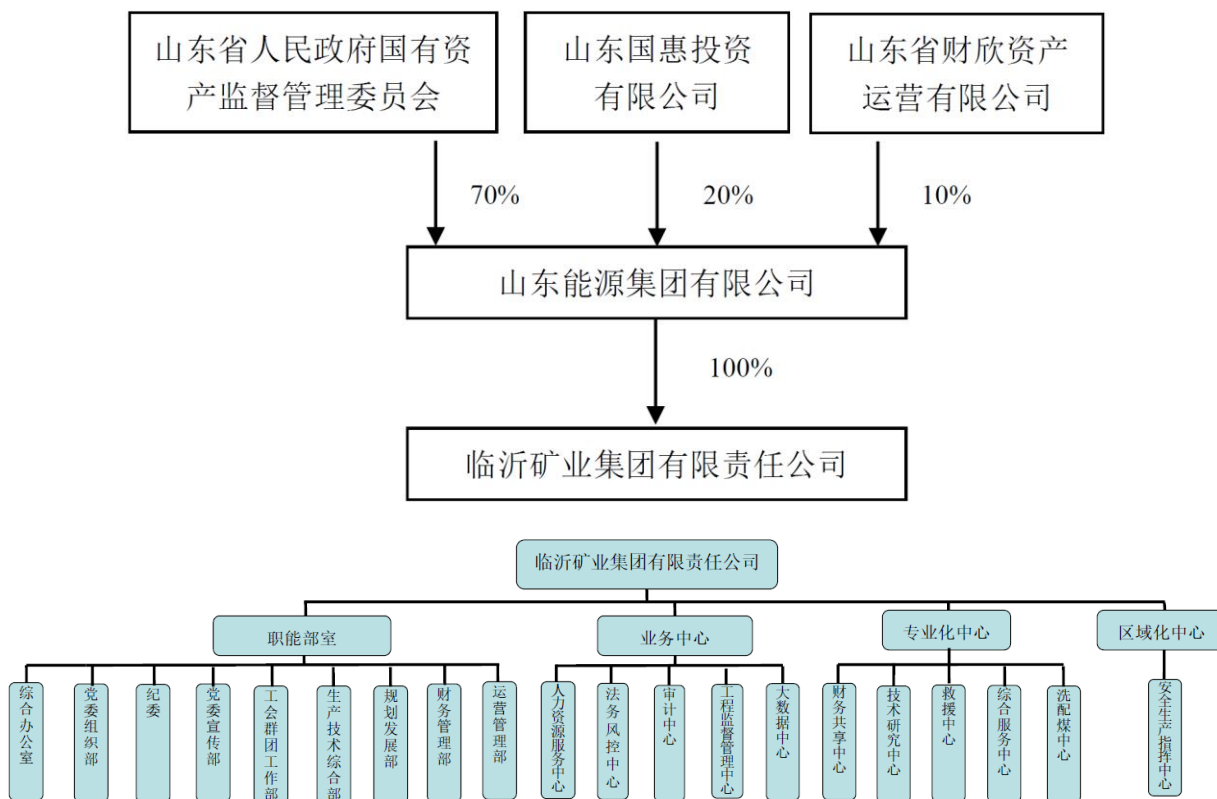 山东省人民政府国有资
产监督管理委员会
山东国惠投资
有限公司
山东省财欣资产
运营有限公司
70%
20%
10%
山东能源集团有限公司
100%
临沂矿业集团有限责任公司
临沂矿业集团有限责任公司
职能部室
业务中心
专业化中心
区域化中心
综合办公室
党委组织部
纪委
党委宣传部
工会群团工作部
生产技术综合部
规划发展部
财务管理部
运营管理部
人力资源服务中心
法务风控中心
审计中心
工程监督管理中心
大数据中心
财务共享中心
技术研究中心
救援中心
综合服务中心
洗配煤中心
安全生产指挥中心